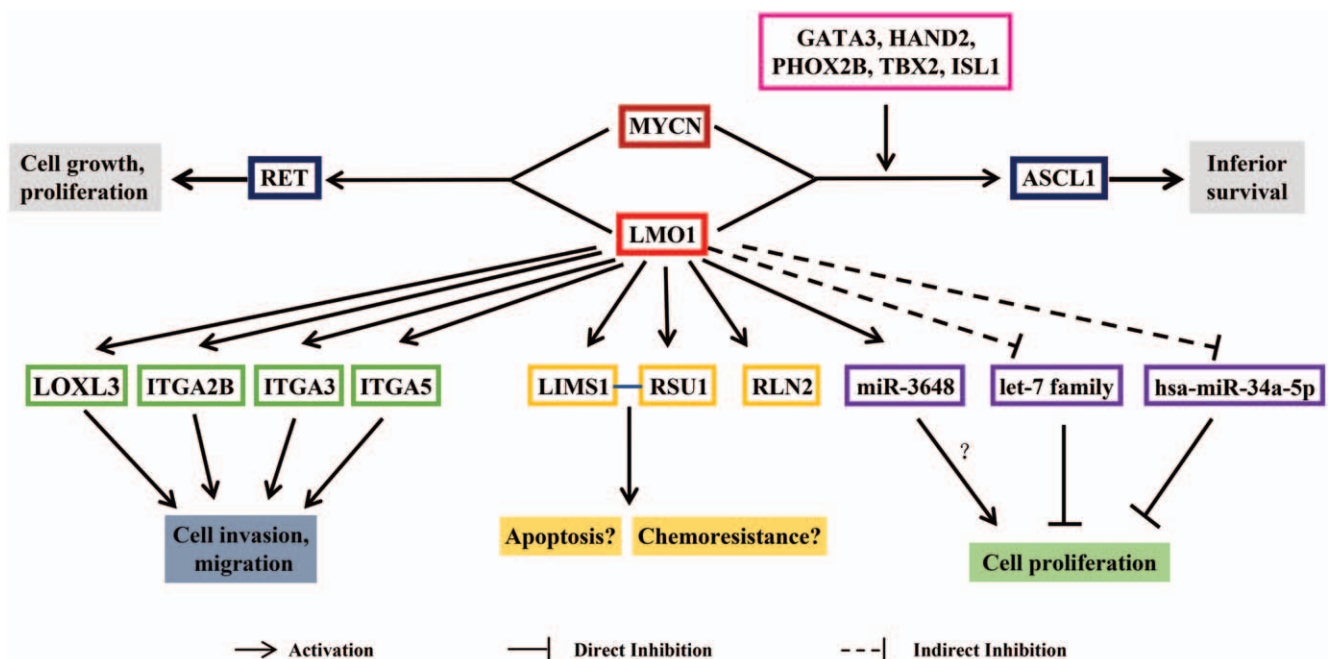 GATA3, HAND2,
PHOX2B, TBX2, ISL1
MYCN
Cell growth,
proliferation
RET
ASCL1
Inferior
survival
LMO1
LOXL3
ITGA2B
ITGA3
ITGA5
LIMS1
RSU1
RLN2
miR-3648
let-7 family
hsa-miR-34a-5p
?
Cell invasion,
migration
Apoptosis?
Chemoresistance?
Cell proliferation
Activation
Direct Inhibition
Indirect Inhibition